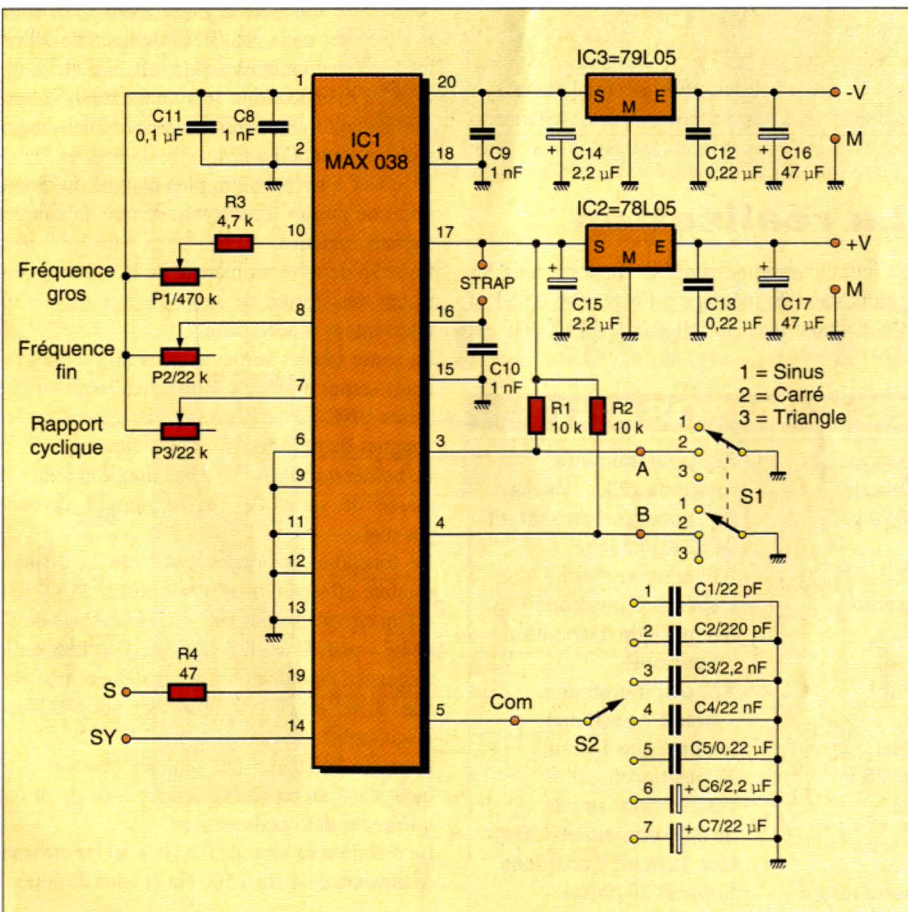 IC3=79L05
1
20
S
E
M
-V
M
C11
0,1 µF
C8
1 nF
2
IC1
MAX 038
18
C9
1 nF
C14
2,2 µF
+
C12
0,22 µF
C16
47 µF
+
R3
4,7 k
10
17
IC2=78L05
S
E
M
+V
M
Fréquence
gros
P1/470 k
STRAP
8
16
C15
2,2 µF
+
C13
0,22 µF
C17
47 µF
+
Fréquence
fin
P2/22 k
7
15
C10
1 nF
1 = Sinus
2 = Carré
3 = Triangle
Rapport
cyclique
P3/22 k
R1
10 k
R2
10 k
6
3
A
1
2
3
S1
9
11
4
B
1
2
3
12
13
1
C1/22 pF
2
C2/220 pF
R4
47
S
19
3
C3/2,2 nF
SY
14
5
Com
S2
4
C4/22 nF
5
C5/0,22 µF
6
+ C6/2,2 µF
7
+ C7/22 µF